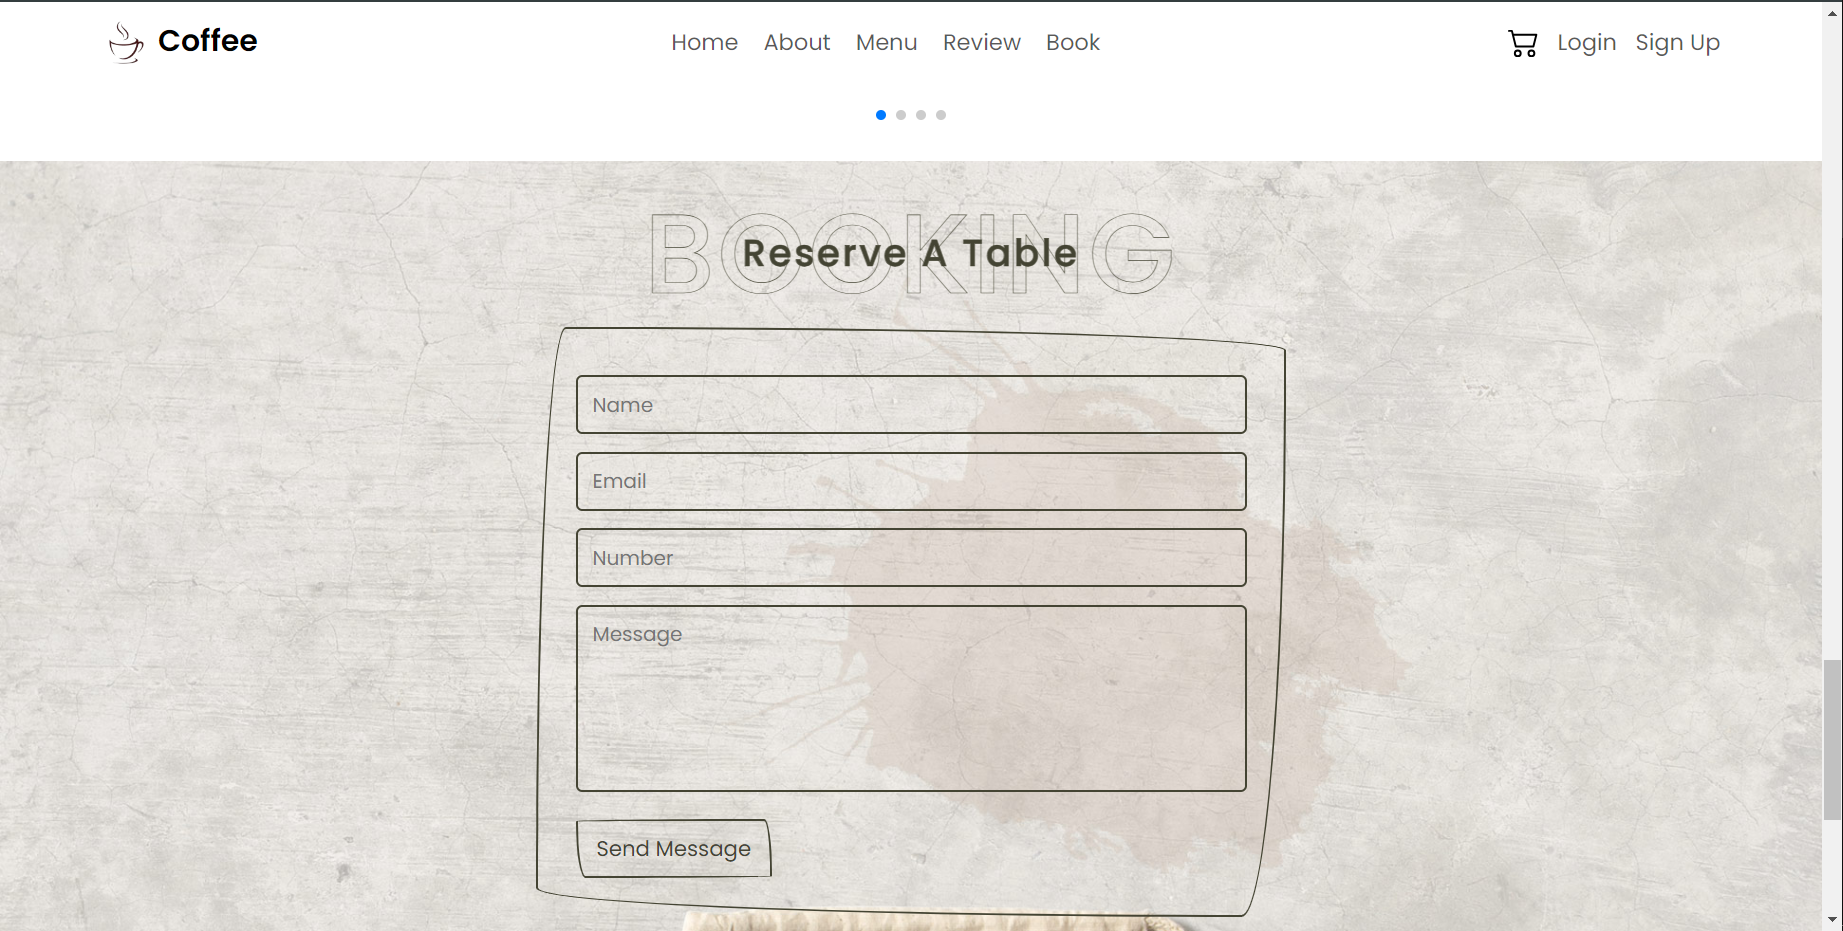 Coffee
Home About Menu Review Book
Login Sign Up
BOOKING
Reserve A Table
Name
Email
Number
Message
Send Message